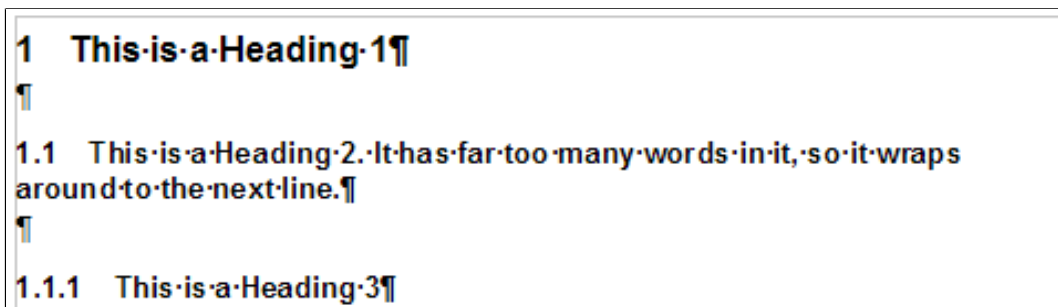 1 This·is·a·Heading·1¶
¶
1.1 This·is·a·Heading·2.·It·has·far·too·many·words·in·it,·so·it·wraps
around·to·the·next·line.¶
¶
1.1.1 This·is·a·Heading·3¶